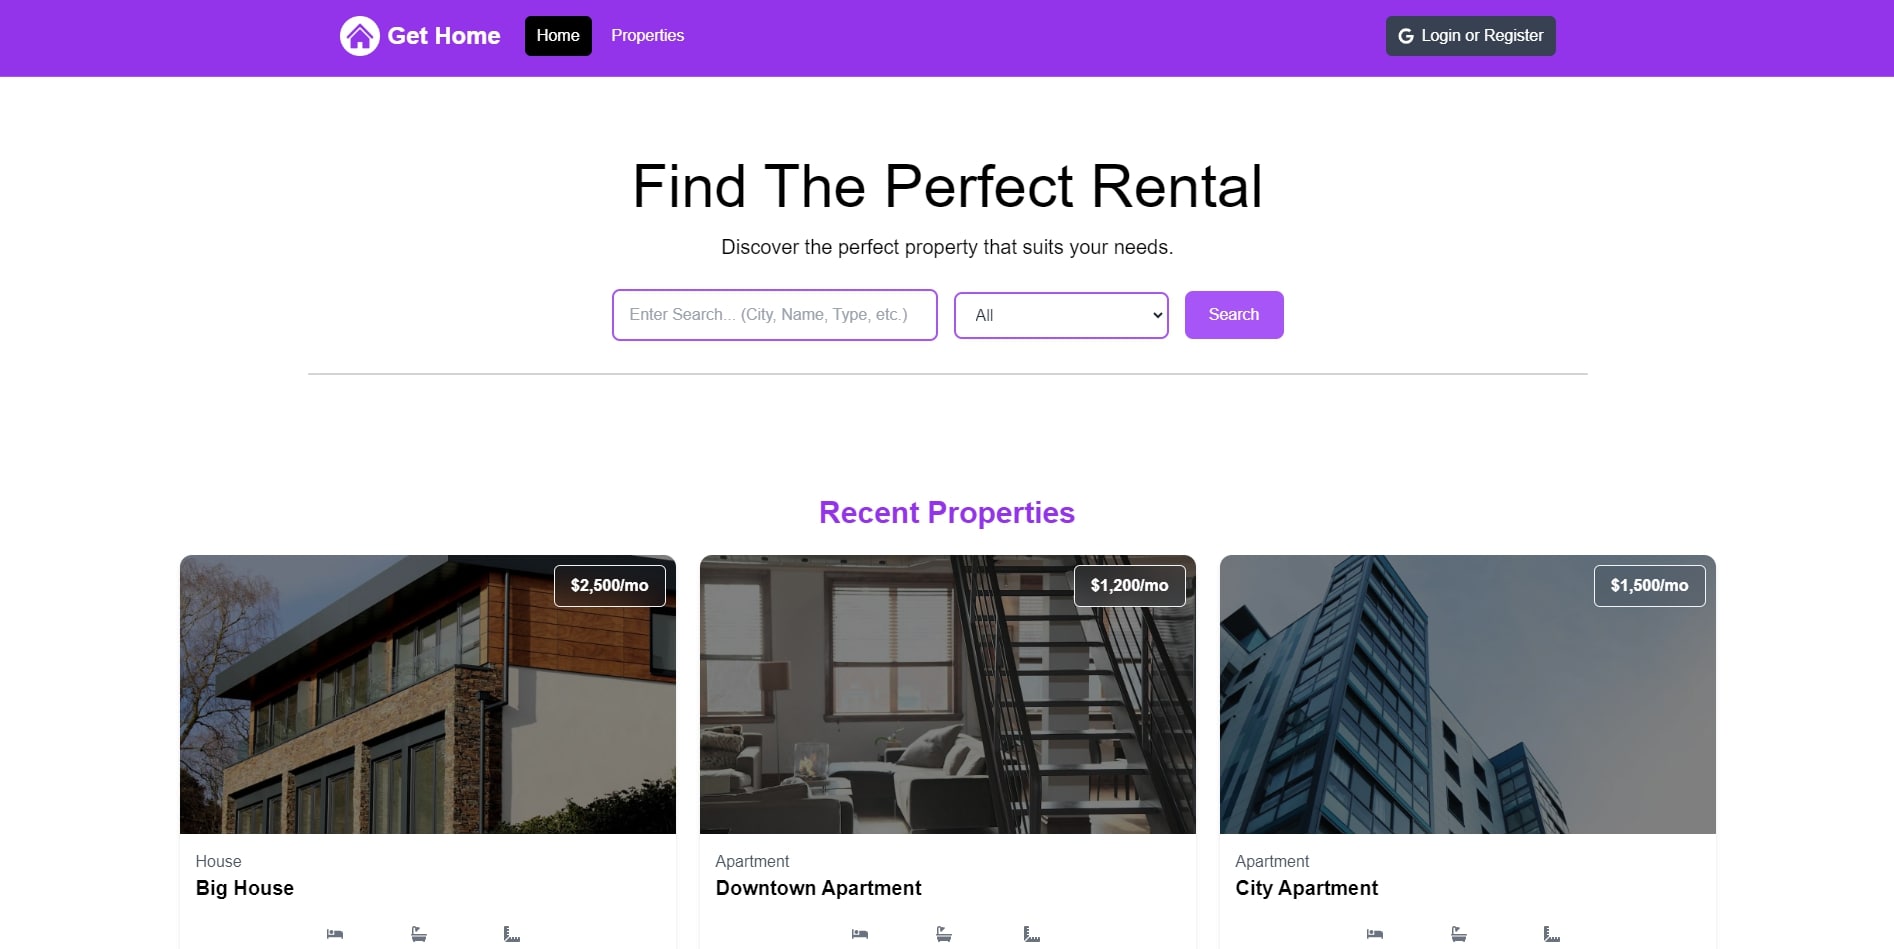 Get Home
Home
Properties
Login or Register
Find The Perfect Rental
Discover the perfect property that suits your needs.
Enter Search... (City, Name, Type, etc.)
All
Search
Recent Properties
$2,500/mo
$1,200/mo
$1,500/mo
House
Big House
Apartment
Downtown Apartment
Apartment
City Apartment